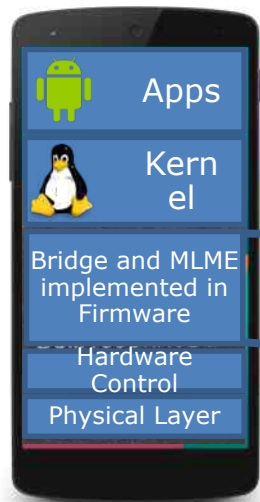 Apps
Kern
el
Bridge and MLME
implemented in
Firmware
Hardware
Control
Physical Layer